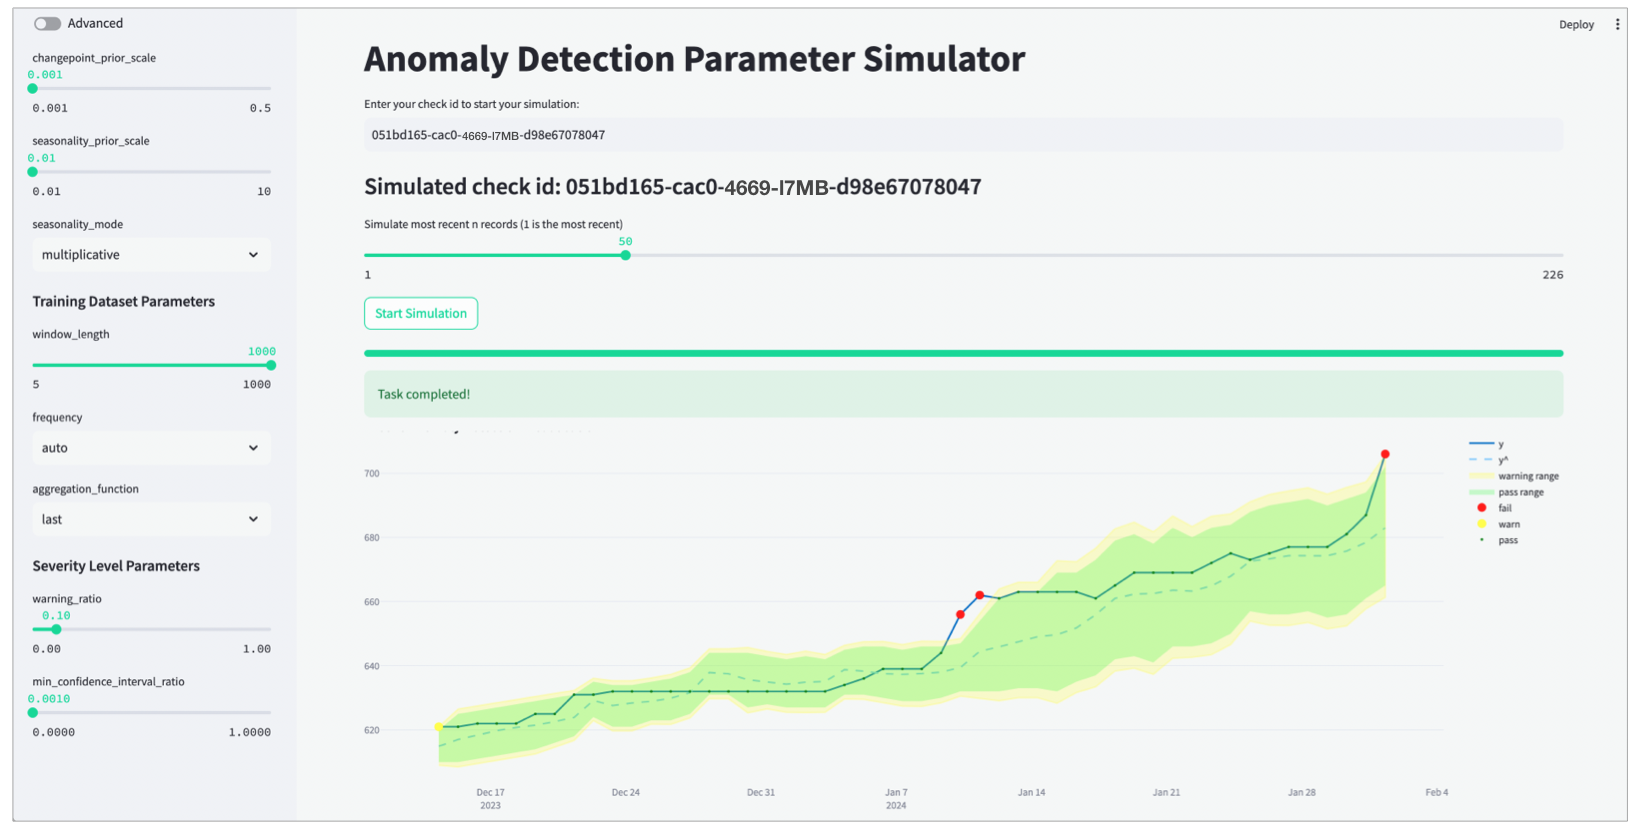 Advanced
changepoint_prior_scale
0.001
0.001 0.5
seasonality_prior_scale
0.01
0.01 10
seasonality_mode
multiplicative
Training Dataset Parameters
window_length
1000
5 1000
frequency
auto
aggregation_function
last
Severity Level Parameters
warning_ratio
0.10
0.00 1.00
min_confidence_interval_ratio
0.0010
0.0000 1.0000
Deploy
Anomaly Detection Parameter Simulator
Enter your check id to start your simulation:
051bd165-cac0-4669-I7MB-d98e67078047
Simulated check id: 051bd165-cac0-4669-I7MB-d98e67078047
Simulate most recent n records (1 is the most recent)
50
1 226
Start Simulation
Task completed!
700
680
660
640
620
Dec 17 Dec 24 Dec 31 Jan 7 Jan 14 Jan 21 Jan 28 Feb 4
2023 2024
y
y^
warning range
pass range
fail
warn
pass